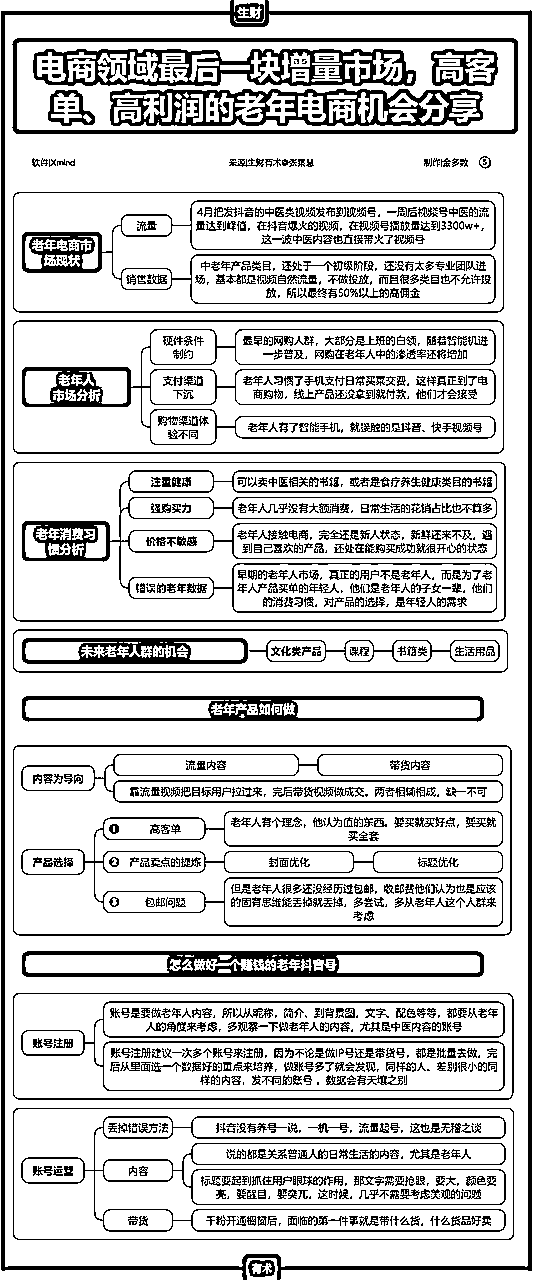 生财
电商领域最后一块增量市场，高客
单、高利润的老年电商机会分享
软件|Xmind
来源|生财有术@张策慧
制作|金多数 ⑤
老年电商市
场现状
流量
4月把发抖音的中医类视频发布到视频号，一周后视频号中医的流
量达到峰值，在抖音爆火的视频，在视频号播放量达到3300w+，
这一波中医内容也直接带火了视频号
销售数据
中老年产品类目，还处于一个初级阶段，还没有太多专业团队进
场，基本都是视频自然流量，不做投放，而且很多类目也不允许投
放，所以最终有50%以上的高佣金
老年人
市场分析
硬件条件
制约
最早的网购人群，大部分是上班的白领，随着智能机进
一步普及，网购在老年人中的渗透率还将增加
支付渠道
下沉
老年人习惯了手机支付日常买菜交费，这样真正到了电
商购物，线上产品还没拿到就付款，他们才会接受
购物渠道体
验不同
老年人有了智能手机，就接触的是抖音、快手视频号
老年消费习
惯分析
注重健康
可以卖中医相关的书籍，或者是食疗养生健康类目的书籍
强购买力
老年人几乎没有大额消费，日常生活的花销占比也不算多
价格不敏感
老年人接触电商，完全还是新人状态，新鲜还来不及，遇
到自己喜欢的产品，还处在能购买成功就很开心的状态
错误的老年数据
早期的老年人市场，真正的用户不是老年人，而是为了老
年人产品买单的年轻人，他们是老年人的子女一辈，他们
的消费习惯，对产品的选择，是年轻人的需求
未来老年人群的机会
文化类产品
课程
书籍类
生活用品
老年产品如何做
内容为导向
流量内容
带货内容
靠流量视频把目标用户拉过来，完后带货视频做成交。两者相辅相成，缺一不可
产品选择
1 高客单
老年人有个理念，他认为值的东西。要买就买好点，要买就
买全套
2 产品卖点的提炼
封面优化
标题优化
3 包邮问题
但是老年人很多还没经历过包邮，收邮费他们认为也是应该
的固有思维能丢掉就丢掉，多尝试，多从老年人这个人群来
考虑
怎么做好一个赚钱的老年抖音号
账号注册
账号是要做老年人内容，所以从昵称，简介、到背景图，文字、配色等等，都要从老年
人的角度来考虑，多观察一下做老年人的内容，尤其是中医内容的账号
账号注册建议一次多个账号来注册，因为不论是做IP号还是带货号，都是批量去做，完
后从里面选一个数据好的重点来培养，做账号多了就会发现，同样的人、差别很小的同
样的内容，发不同的账号，数据会有天壤之别
账号运营
丢掉错误方法
抖音没有养号一说，一机一号，流量起号，这也是无稽之谈
内容
说的都是关系普通人的日常生活的内容，尤其是老年人
标题要起到抓住用户眼球的作用，那文字需要抢眼，要大，颜色要
亮，要醒目，要突兀，这时候，几乎不需要考虑美观的问题
带货
千粉开通橱窗后，面临的第一件事就是带什么货，什么货品好卖
有术